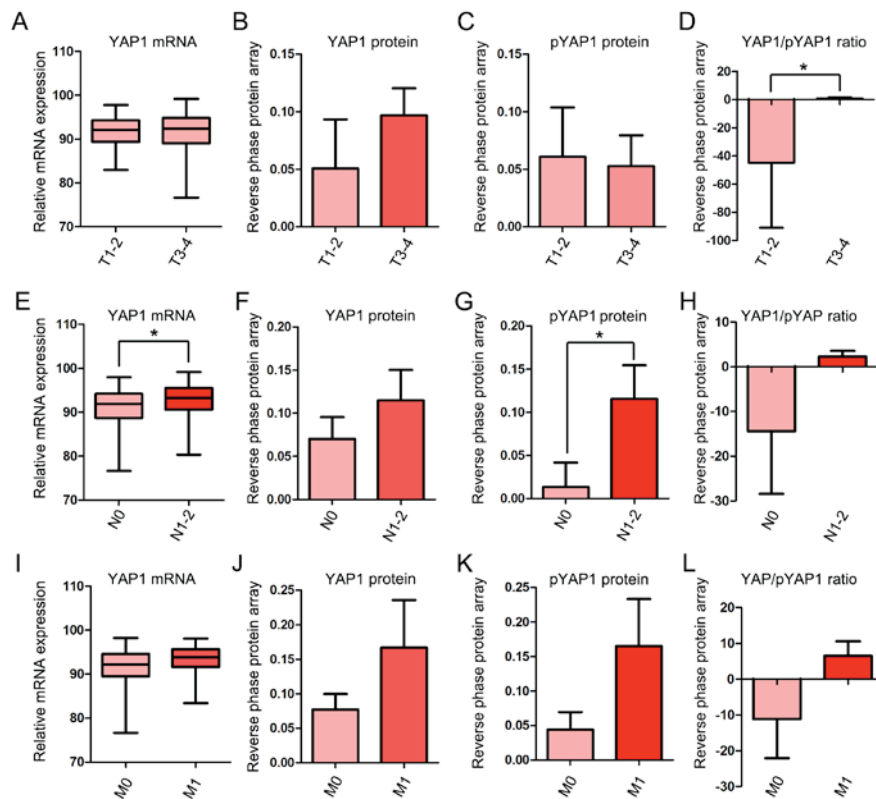 A
YAP1 mRNA
Relative mRNA expression
110
100
90
80
70
T1-2
T3-4
B
YAP1 protein
Reverse phase protein array
0.15
0.10
0.05
0.00
T1-2
T3-4
C
pYAP1 protein
Reverse phase protein array
0.15
0.10
0.05
0.00
T1-2
T3-4
D
YAP1/pYAP1 ratio
Reverse phase protein array
20
0
-20
-40
-60
-80
-100
*
T1-2
T3-4
E
YAP1 mRNA
Relative mRNA expression
110
100
90
80
70
*
N0
N1-2
F
YAP1 protein
Reverse phase protein array
0.20
0.15
0.10
0.05
0.00
N0
N1-2
G
pYAP1 protein
Reverse phase protein array
0.20
0.15
0.10
0.05
0.00
*
N0
N1-2
H
YAP1/pYAP ratio
Reverse phase protein array
10
0
-10
-20
-30
N0
N1-2
I
YAP1 mRNA
Relative mRNA expression
110
100
90
80
70
M0
M1
J
YAP1 protein
Reverse phase protein array
0.25
0.20
0.15
0.10
0.05
0.00
M0
M1
K
pYAP1 protein
Reverse phase protein array
0.25
0.20
0.15
0.10
0.05
0.00
M0
M1
L
YAP/pYAP1 ratio
Reverse phase protein array
20
10
0
-10
-20
-30
M0
M1